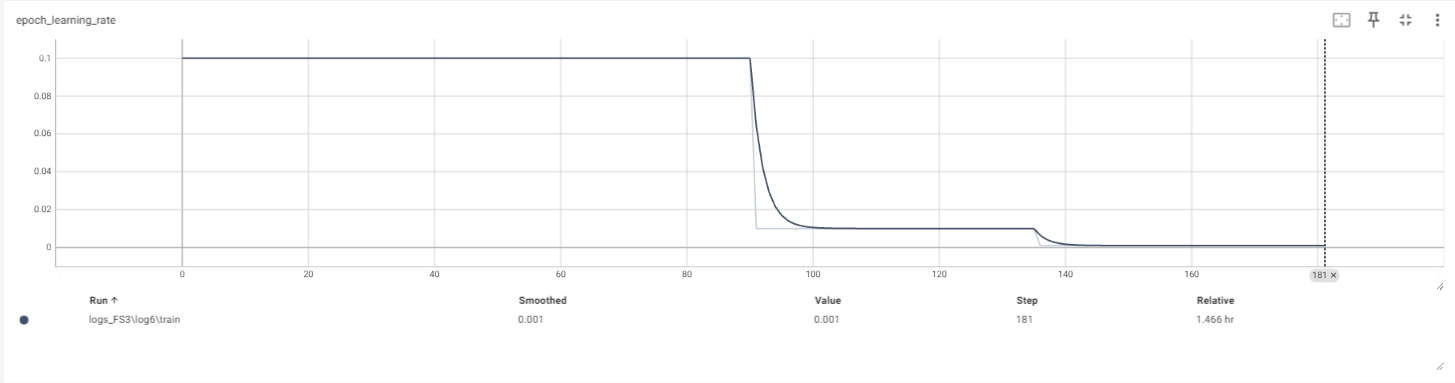 epoch_learning_rate
0.1
0.08
0.06
0.04
0.02
0
0 20 40 60 80 100 120 140 160 181 ×
Run ↑ Smoothed Value Step Relative
logs_FS3\log6\train 0.001 0.001 181 1.466 hr